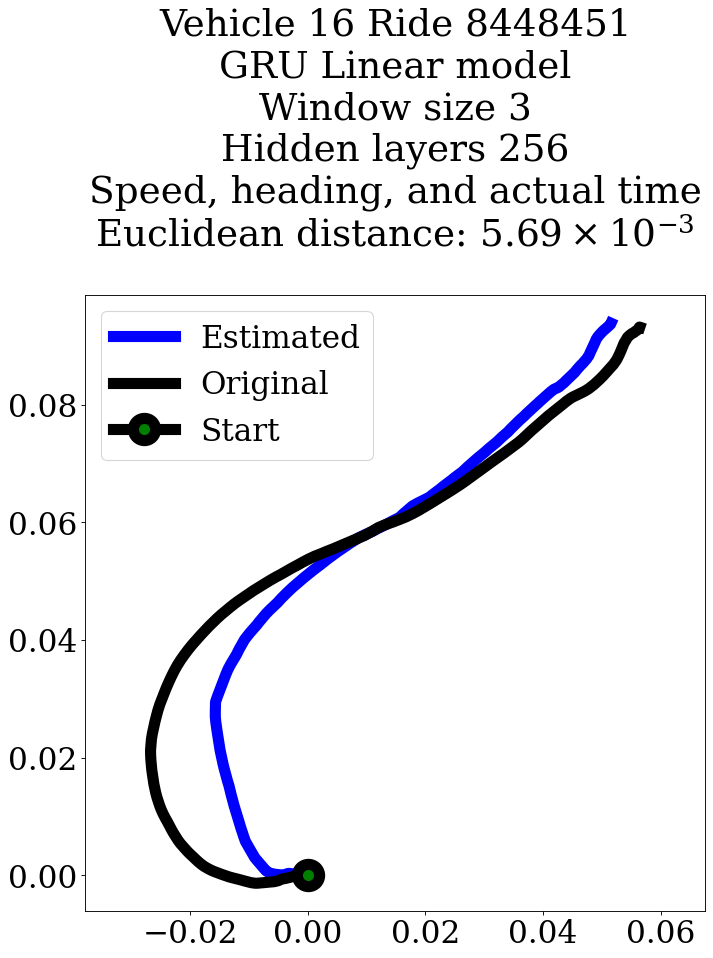 Vehicle 16 Ride 8448451
GRU Linear model
Window size 3
Hidden layers 256
Speed, heading, and actual time
Euclidean distance: 5.69 × 10⁻³
Estimated
Original
Start
0.08
0.06
0.04
0.02
0.00
−0.02 0.00 0.02 0.04 0.06